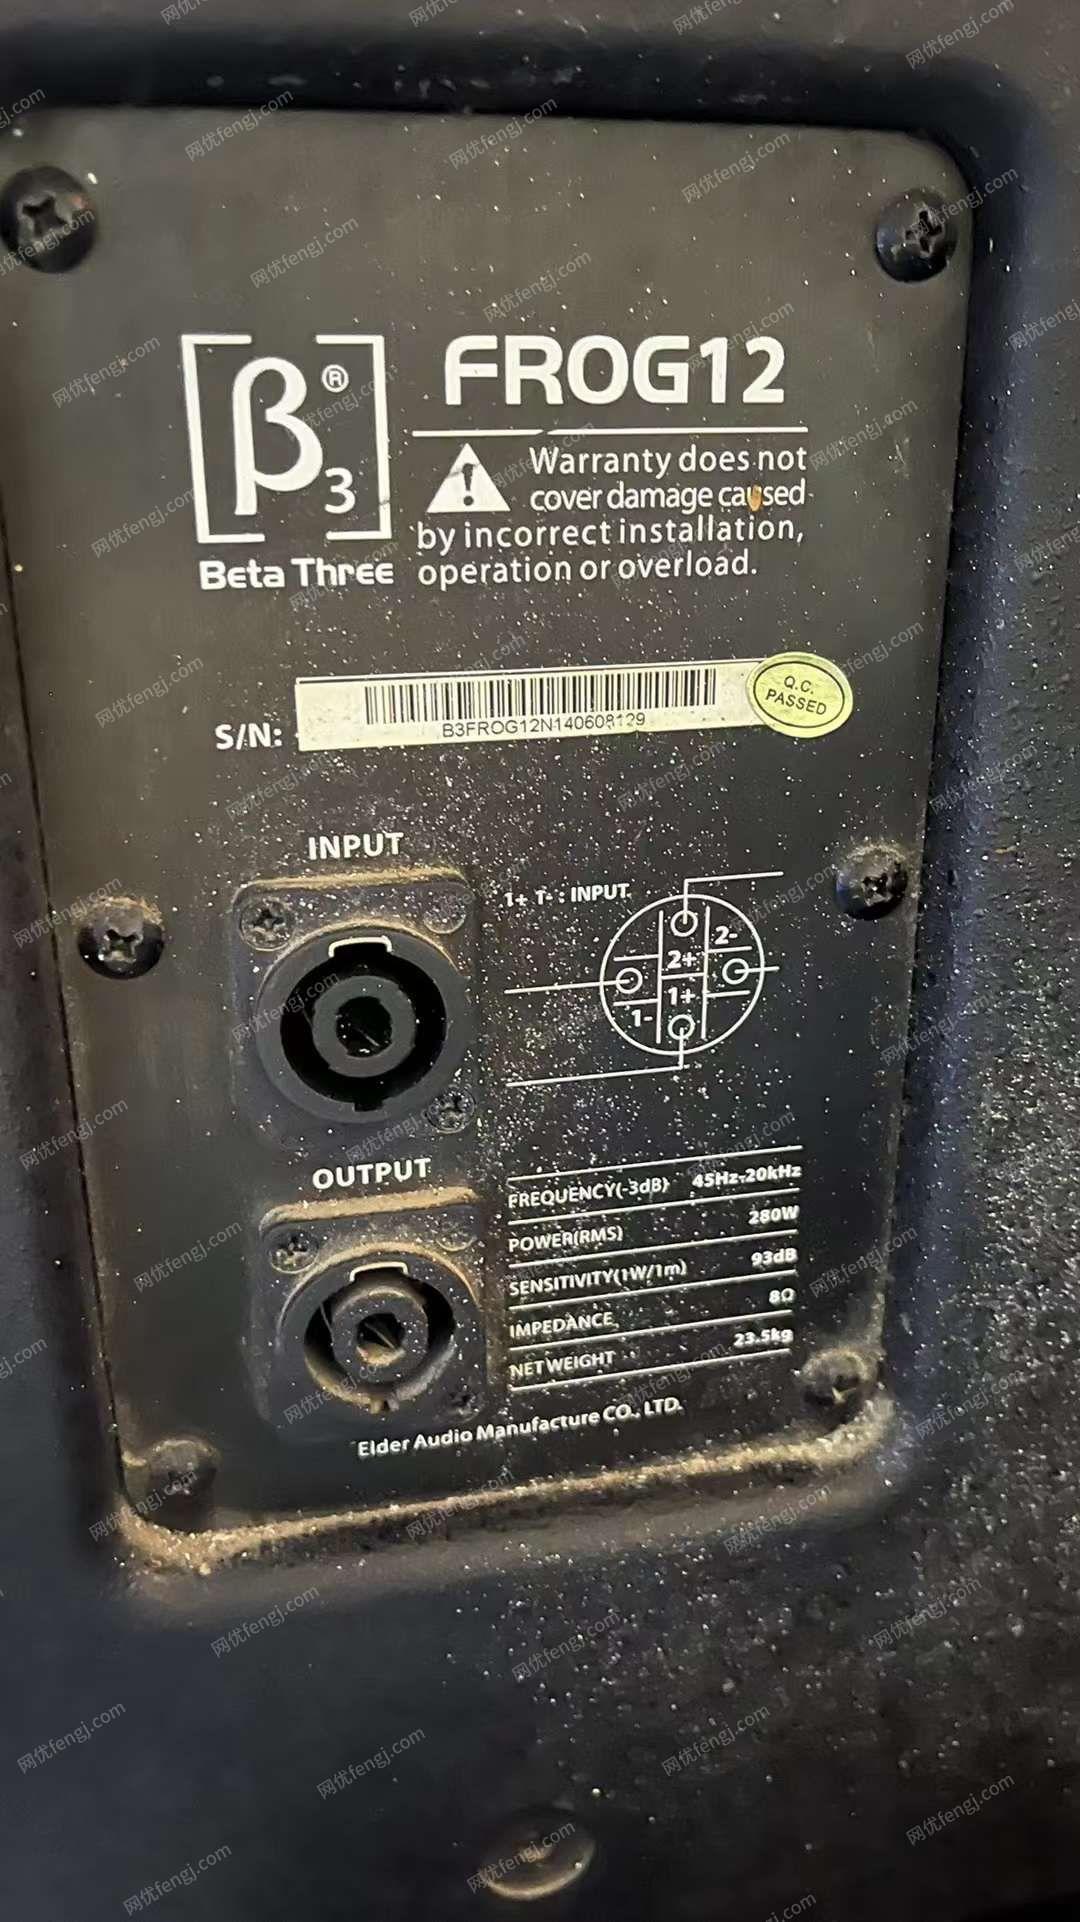 β®3
Beta Three
FROG12
Warranty does not
cover damage caused
by incorrect installation,
operation or overload.
S/N:
B3FROG12N140608129
Q.C.
PASSED
INPUT
1+ 1- : INPUT
2-
2+
1+
1-
OUTPUT
FREQUENCY(-3dB) 45Hz-20kHz
POWER(RMS) 280W
SENSITIVITY(1W/1m) 93dB
IMPEDANCE 8Ω
NET WEIGHT 23.5kg
Elder Audio Manufacture CO., LTD.
网优fengj.com